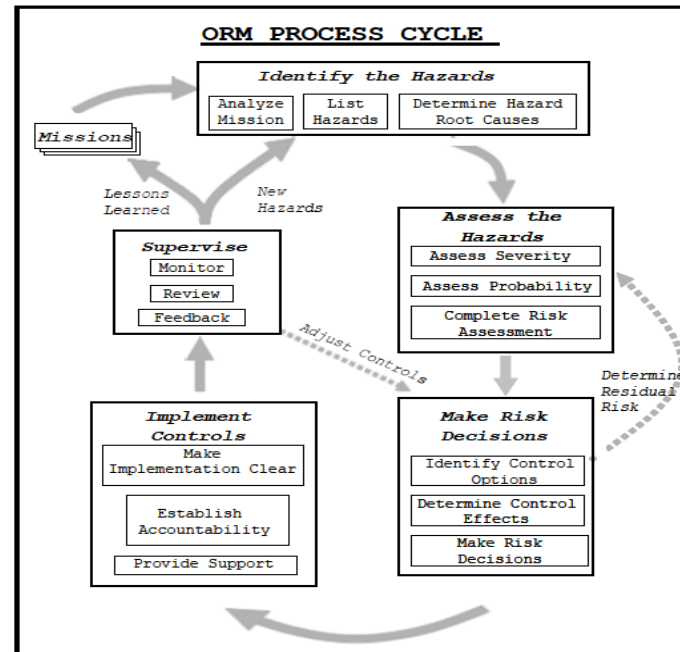 ORM PROCESS CYCLE
Identify the Hazards
Analyze
Mission
List
Hazards
Determine Hazard
Root Causes
Missions
Lessons
Learned
New
Hazards
Assess the
Hazards
Assess Severity
Assess Probability
Complete Risk
Assessment
Supervise
Monitor
Review
Feedback
Adjust Controls
Determine
Residual
Risk
Implement
Controls
Make
Implementation Clear
Establish
Accountability
Provide Support
Make Risk
Decisions
Identify Control
Options
Determine Control
Effects
Make Risk
Decisions